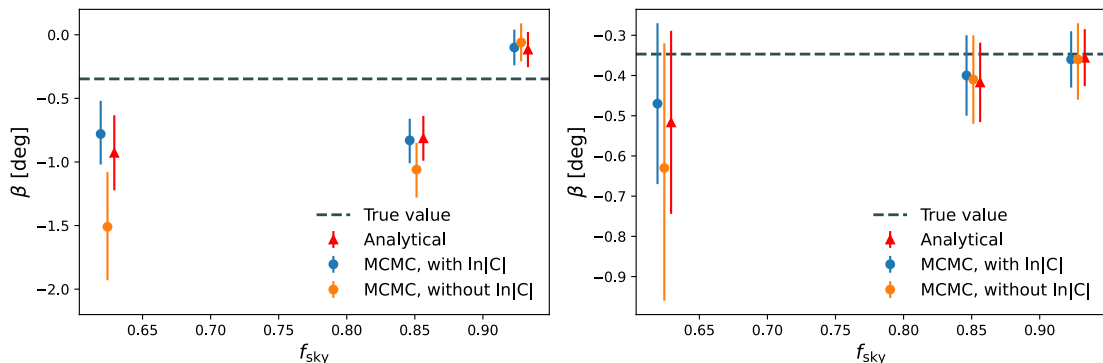 0.0
−0.5
−1.0
−1.5
−2.0
β [deg]
0.65 0.70 0.75 0.80 0.85 0.90
f_sky
True value
Analytical
MCMC, with ln|C|
MCMC, without ln|C|
−0.3
−0.4
−0.5
−0.6
−0.7
−0.8
−0.9
β [deg]
0.65 0.70 0.75 0.80 0.85 0.90
f_sky
True value
Analytical
MCMC, with ln|C|
MCMC, without ln|C|